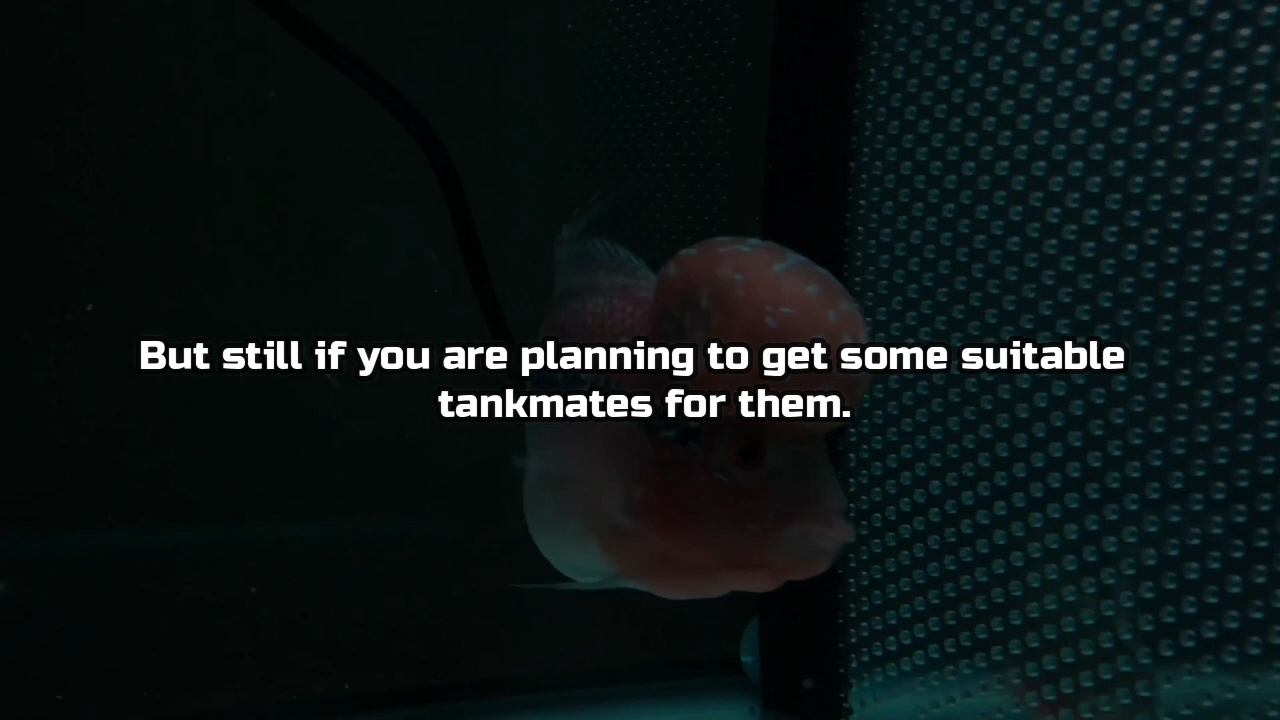 But still if you are planning to get some suitable
tankmates for them.